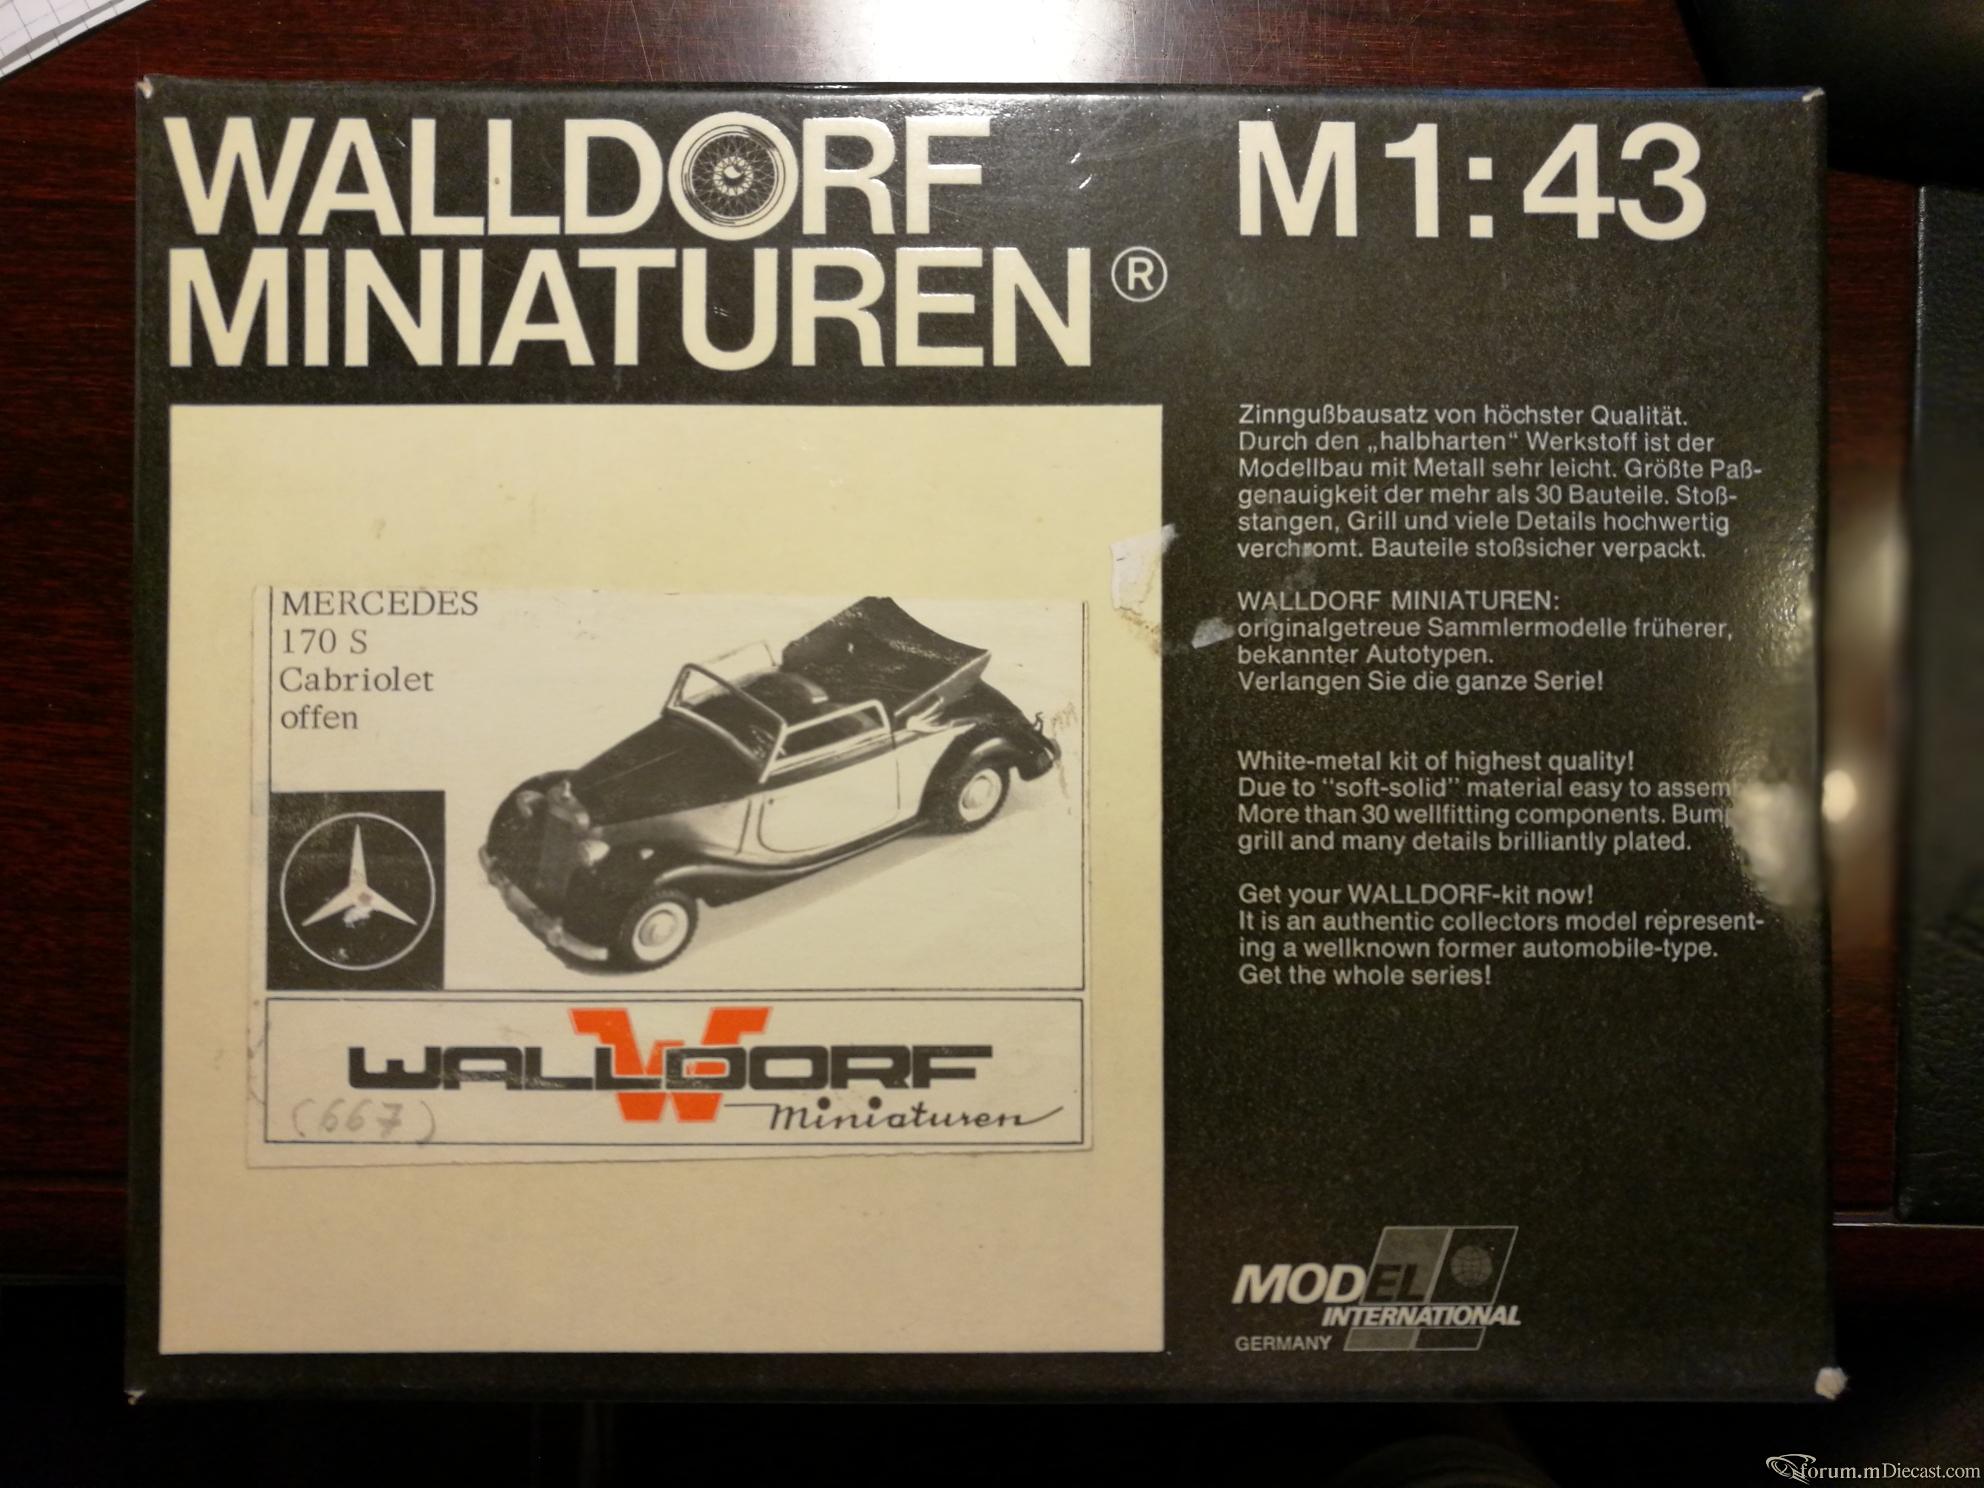 WALLDORF
MINIATUREN®
M 1:43
Zinngußbausatz von höchster Qualität.
Durch den „halbharten“ Werkstoff ist der
Modellbau mit Metall sehr leicht. Größte Paß-
genauigkeit der mehr als 30 Bauteile. Stoß-
stangen, Grill und viele Details hochwertig
verchromt. Bauteile stoßsicher verpackt.
WALLDORF MINIATUREN:
originalgetreue Sammlermodelle früherer,
bekannter Autotypen.
Verlangen Sie die ganze Serie!
White-metal kit of highest quality!
Due to "soft-solid" material easy to
More than 30 wellfitting components.
grill and many details brilliantly plated.
Get your WALLDORF-kit now!
It is an authentic collectors model represent-
ing a wellknown former automobile-type.
Get the whole series!
MERCEDES
170 S
Cabriolet
offen
WALLDORF
Miniaturen
(667)
MODEL
INTERNATIONAL
GERMANY
forum.mDiecast.com